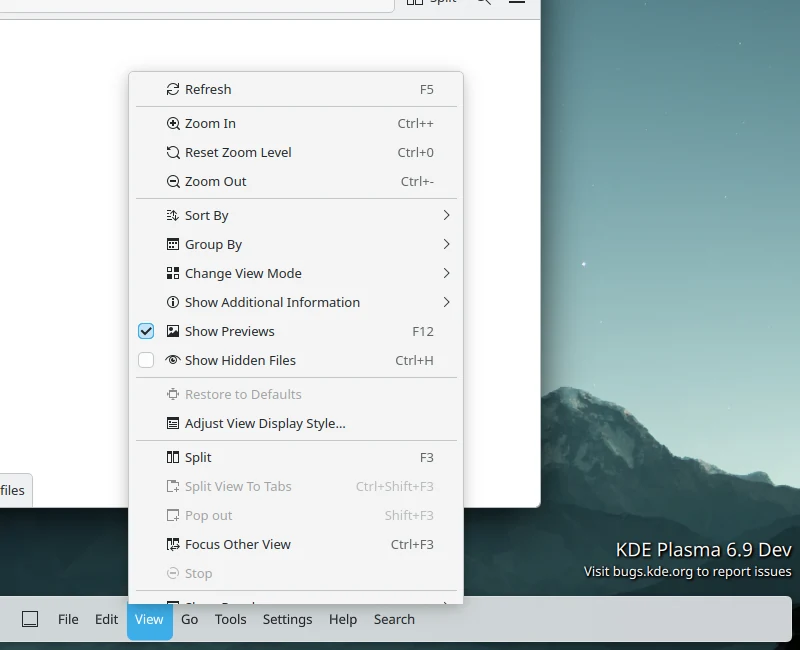 Split
Refresh F5
Zoom In Ctrl++
Reset Zoom Level Ctrl+0
Zoom Out Ctrl+-
Sort By
Group By
Change View Mode
Show Additional Information
Show Previews F12
Show Hidden Files Ctrl+H
Restore to Defaults
Adjust View Display Style...
Split F3
Split View To Tabs Ctrl+Shift+F3
Pop out Shift+F3
Focus Other View Ctrl+F3
Stop
files
KDE Plasma 6.9 Dev
Visit bugs.kde.org to report issues
File Edit View Go Tools Settings Help Search